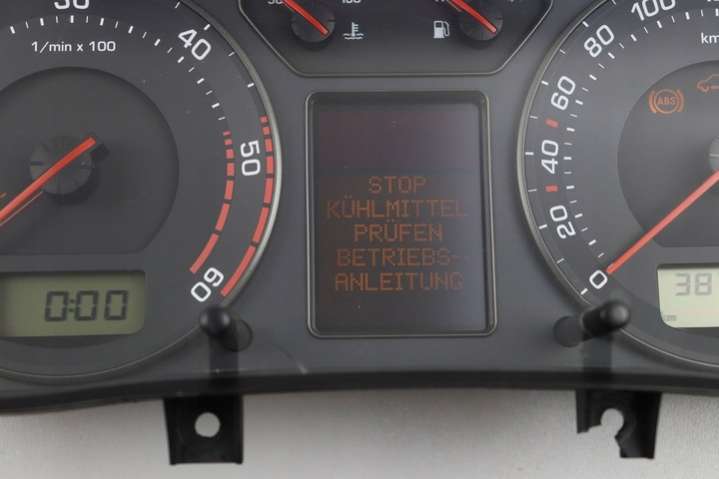 1/min x 100
40
50
60
0:00
STOP
KÜHLMITTEL
PRÜFEN
BETRIEBS-
ANLEITUNG
0
20
40
60
80
100
ABS
38